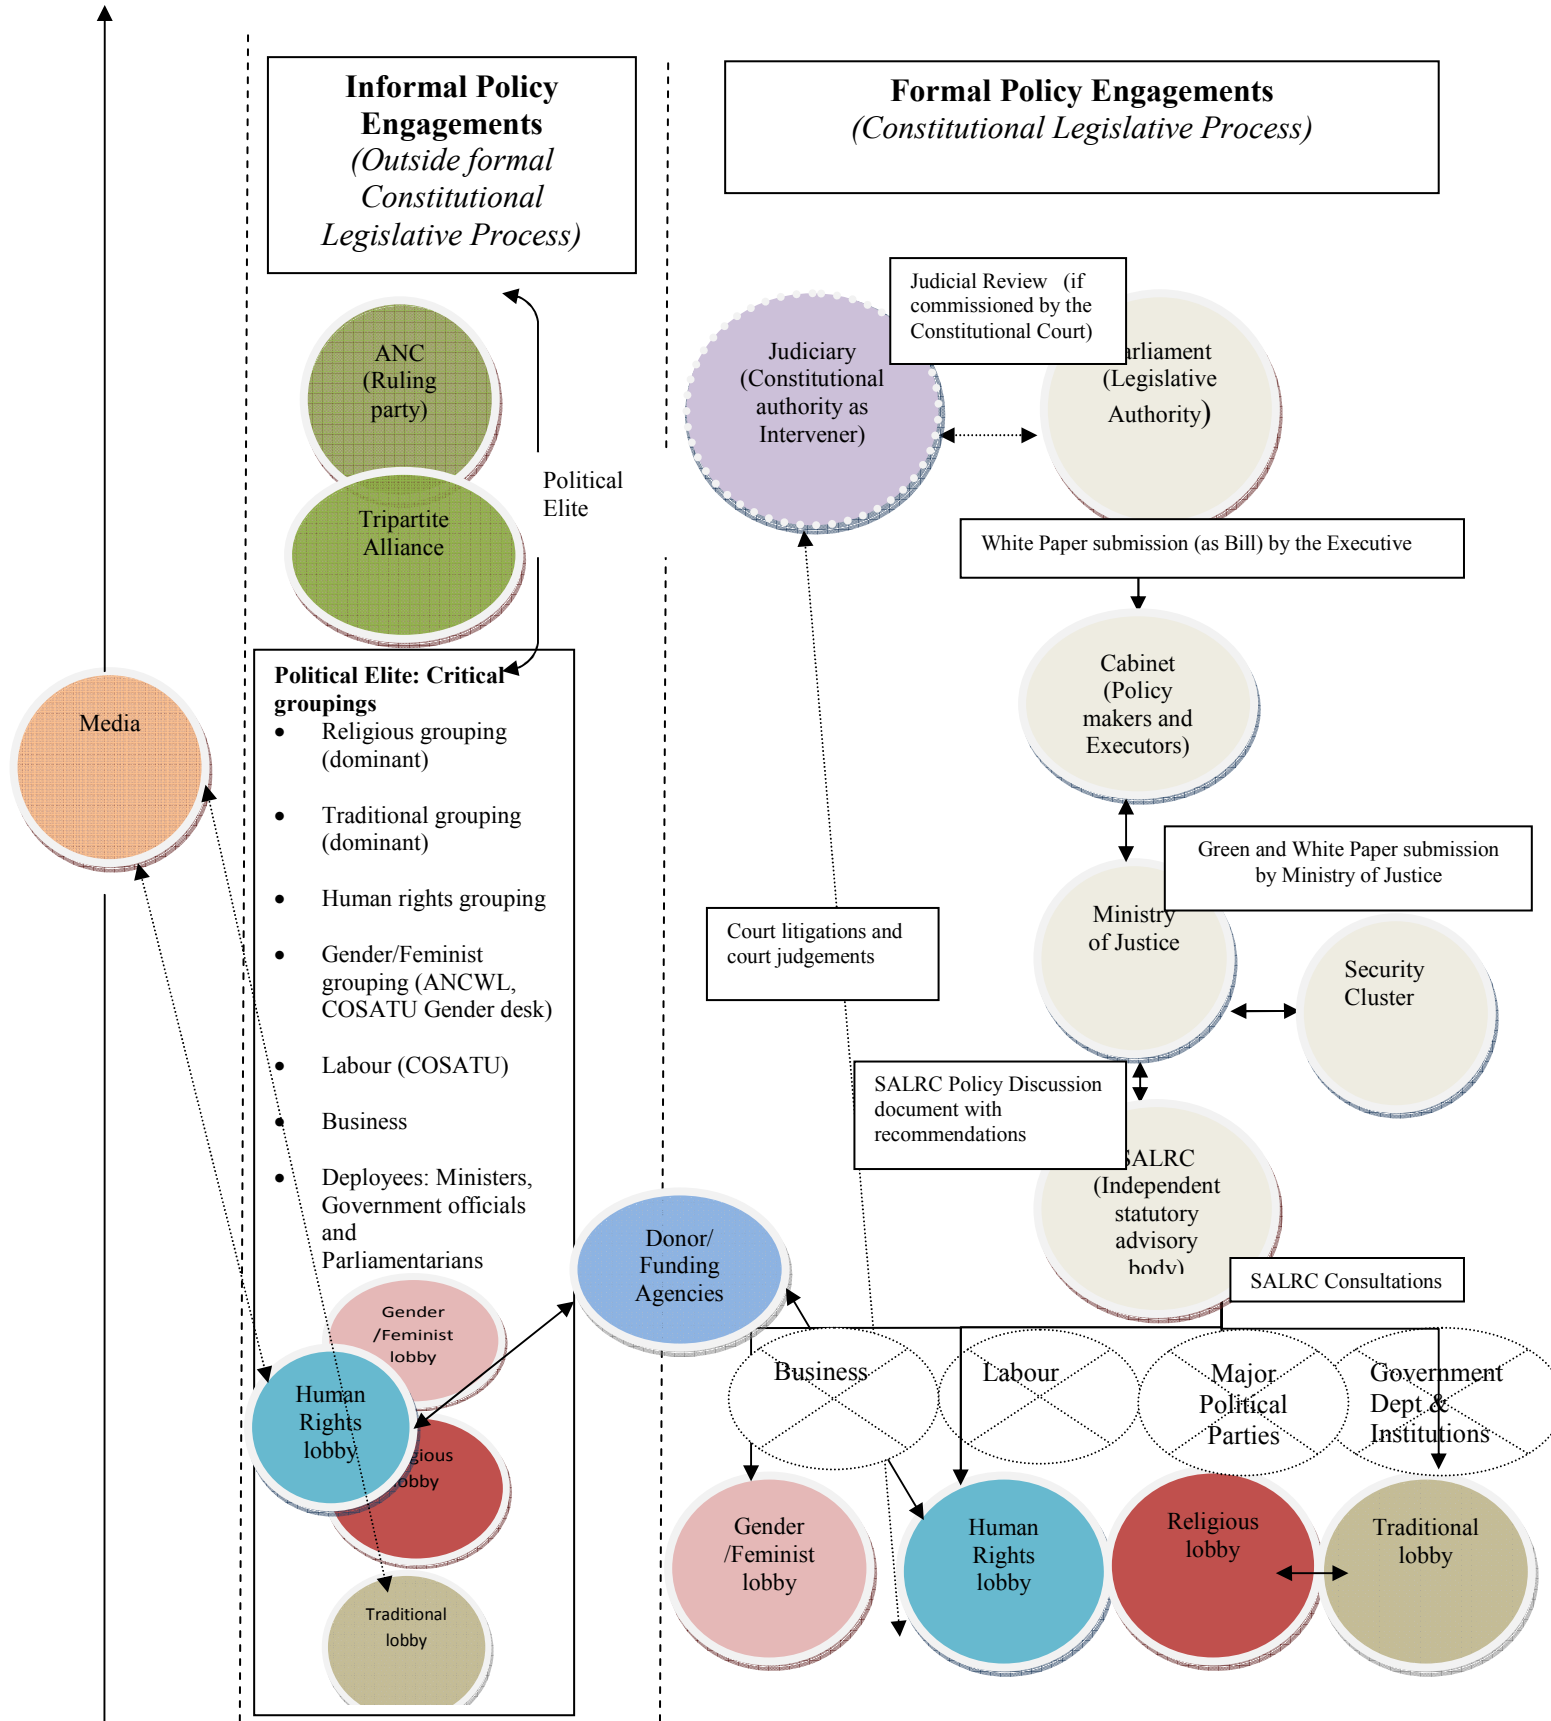 Informal Policy
Engagements
(Outside formal
Constitutional
Legislative Process)
Formal Policy Engagements
(Constitutional Legislative Process)
ANC
(Ruling
party)
Tripartite
Alliance
Political
Elite
Judiciary
(Constitutional
authority as
Intervener)
Judicial Review (if
commissioned by the
Constitutional Court)
arliament
(Legislative
Authority)
White Paper submission (as Bill) by the Executive
Cabinet
(Policy
makers and
Executors)
Green and White Paper submission
by Ministry of Justice
Ministry
of Justice
Security
Cluster
Court litigations and
court judgements
SALRC Policy Discussion
document with
recommendations
SALRC
(Independent
statutory
advisory
body)
SALRC Consultations
Media
Political Elite: Critical
groupings
• Religious grouping
(dominant)
• Traditional grouping
(dominant)
• Human rights grouping
• Gender/Feminist
grouping (ANCWL,
COSATU Gender desk)
• Labour (COSATU)
• Business
• Deployees: Ministers,
Government officials
and
Parliamentarians
Donor/
Funding
Agencies
Gender
/Feminist
lobby
Human
Rights
lobby
gious
obby
Traditional
lobby
Business
Labour
Major
Political
Parties
Government
Dept &
Institutions
Gender
/Feminist
lobby
Human
Rights
lobby
Religious
lobby
Traditional
lobby